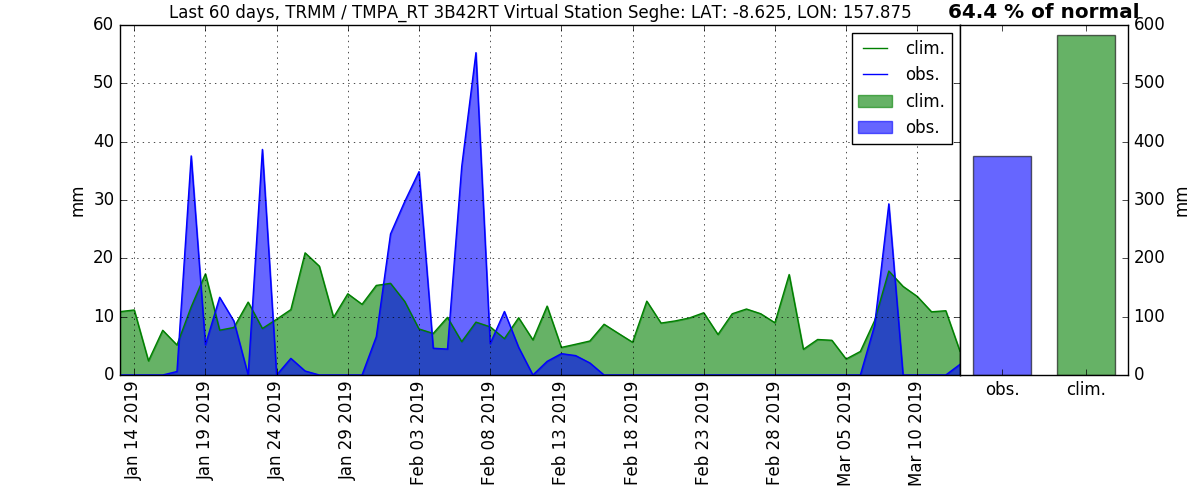 Last 60 days, TRMM / TMPA_RT 3B42RT Virtual Station Seghe: LAT: -8.625, LON: 157.875
64.4 % of normal
60
50
40
30
20
10
0
mm
clim.
obs.
clim.
obs.
600
500
400
300
200
100
0
mm
Jan 14 2019
Jan 19 2019
Jan 24 2019
Jan 29 2019
Feb 03 2019
Feb 08 2019
Feb 13 2019
Feb 18 2019
Feb 23 2019
Feb 28 2019
Mar 05 2019
Mar 10 2019
obs.
clim.